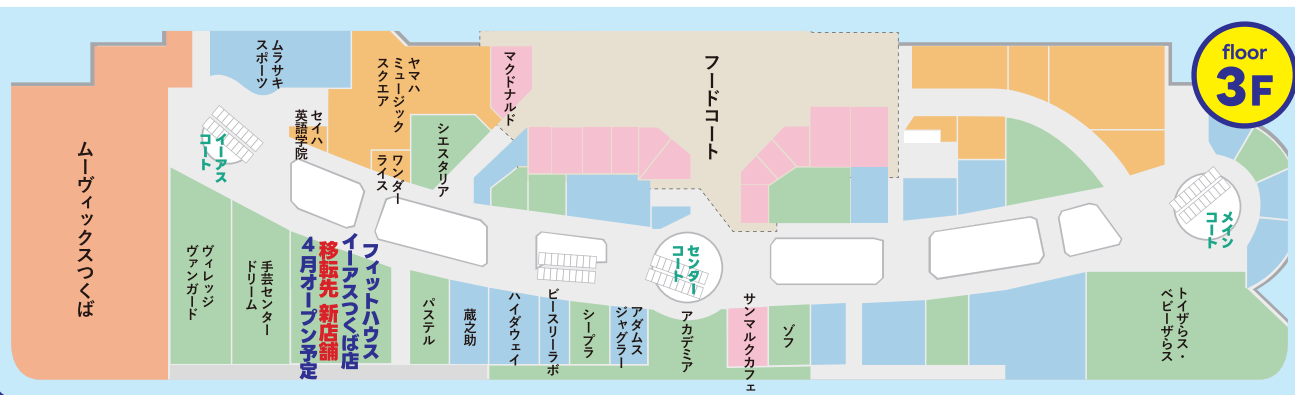 floor
3F
ムーヴィックスつくば
ムラサキ
スポーツ
イーアス
コート
セイハ
英語学院
ヤマハ
ミュージック
スクエア
ワンダー
ライス
シエスタリア
マクドナルド
フードコート
ヴィレッジ
ヴァンガード
手芸センター
ドリーム
フィットハウス
イーアスつくば店
移転先 新店舗
4月オープン予定
パステル
蔵之助
ハイダウェイ
ビースリーラボ
シープラ
アダムス
ジャグラー
センター
コート
アカデミア
サンマルクカフェ
ゾフ
メイン
コート
トイザらス・
ベビーザらス